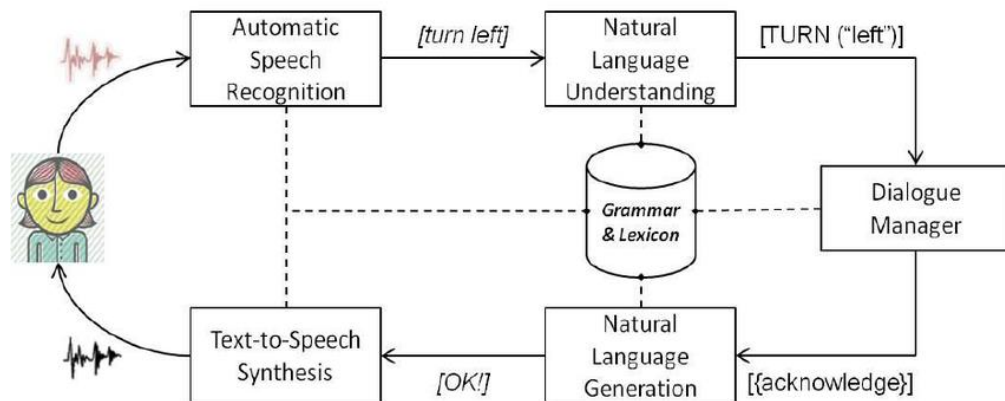 Automatic
Speech
Recognition
[turn left]
Natural
Language
Understanding
[TURN (“left”)]
Grammar
& Lexicon
Dialogue
Manager
Text-to-Speech
Synthesis
[OK!]
Natural
Language
Generation
[{acknowledge}]